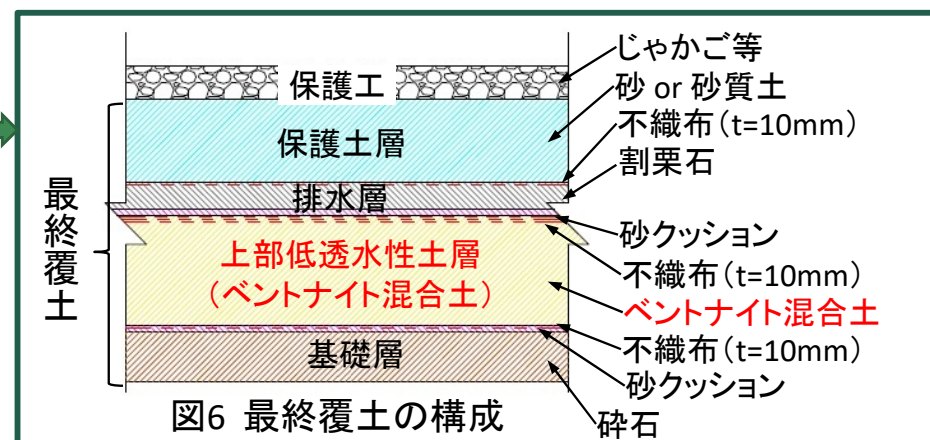 じゃかご等
保護工
砂 or 砂質土
保護土層
不織布(t=10mm)
割栗石
排水層
最終覆土
砂クッション
上部低透水性土層
(ベントナイト混合土)
不織布(t=10mm)
ベントナイト混合土
不織布(t=10mm)
基礎層
砂クッション
砕石
図6 最終覆土の構成